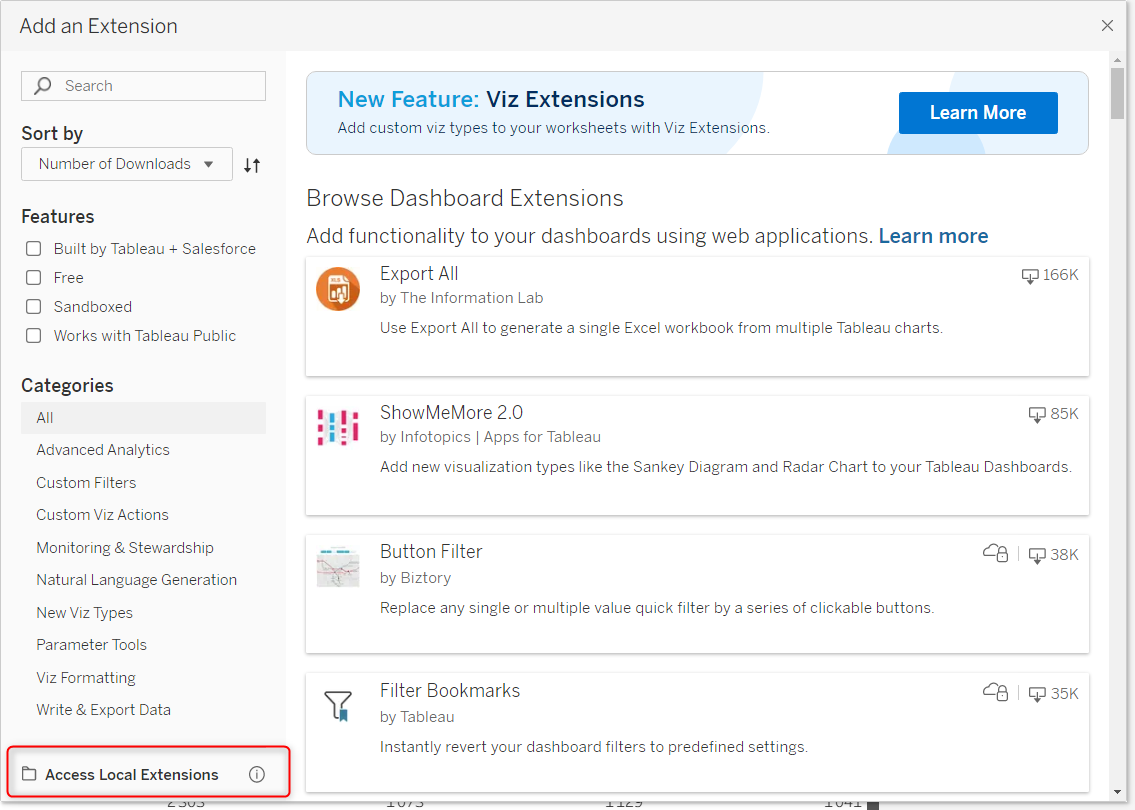 Add an Extension
Search
Sort by
Number of Downloads
Features
Built by Tableau + Salesforce
Free
Sandboxed
Works with Tableau Public
Categories
All
Advanced Analytics
Custom Filters
Custom Viz Actions
Monitoring & Stewardship
Natural Language Generation
New Viz Types
Parameter Tools
Viz Formatting
Write & Export Data
Access Local Extensions
New Feature: Viz Extensions
Add custom viz types to your worksheets with Viz Extensions.
Learn More
Browse Dashboard Extensions
Add functionality to your dashboards using web applications. Learn more
Export All
166K
by The Information Lab
Use Export All to generate a single Excel workbook from multiple Tableau charts.
ShowMeMore 2.0
85K
by Infotopics | Apps for Tableau
Add new visualization types like the Sankey Diagram and Radar Chart to your Tableau Dashboards.
Button Filter
38K
by Biztory
Replace any single or multiple value quick filter by a series of clickable buttons.
Filter Bookmarks
35K
by Tableau
Instantly revert your dashboard filters to predefined settings.